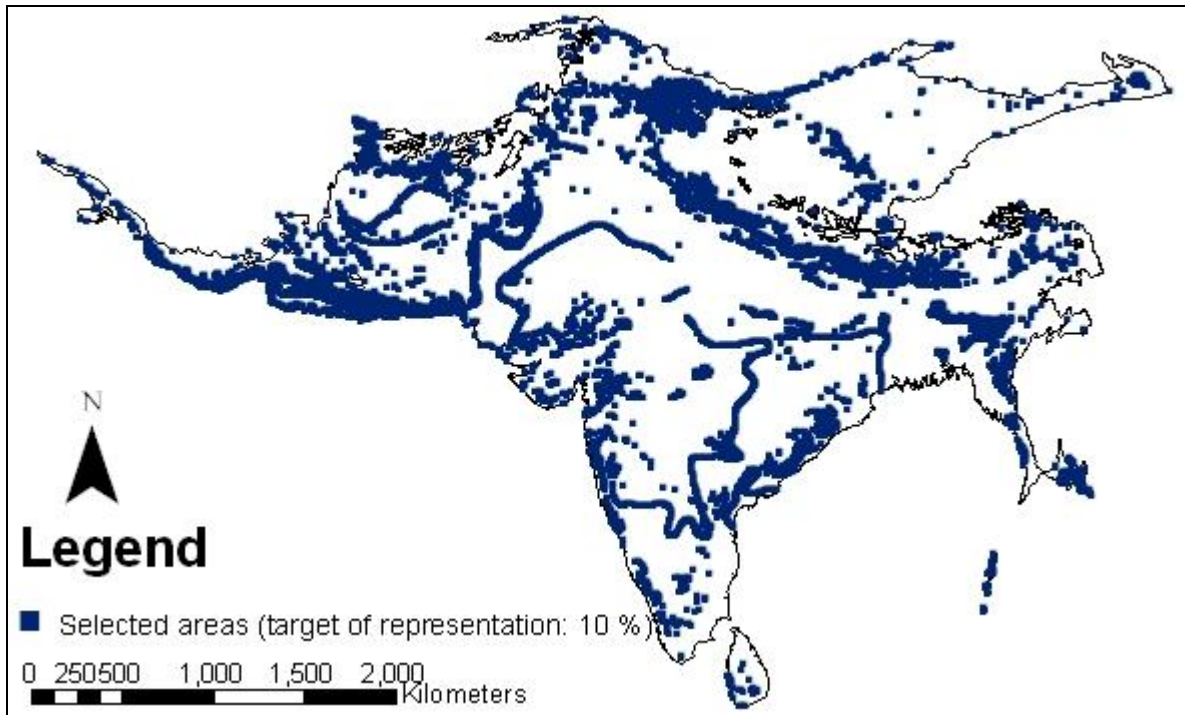 N
Legend
Selected areas (target of representation: 10 %)
0 250500 1,000 1,500 2,000
Kilometers